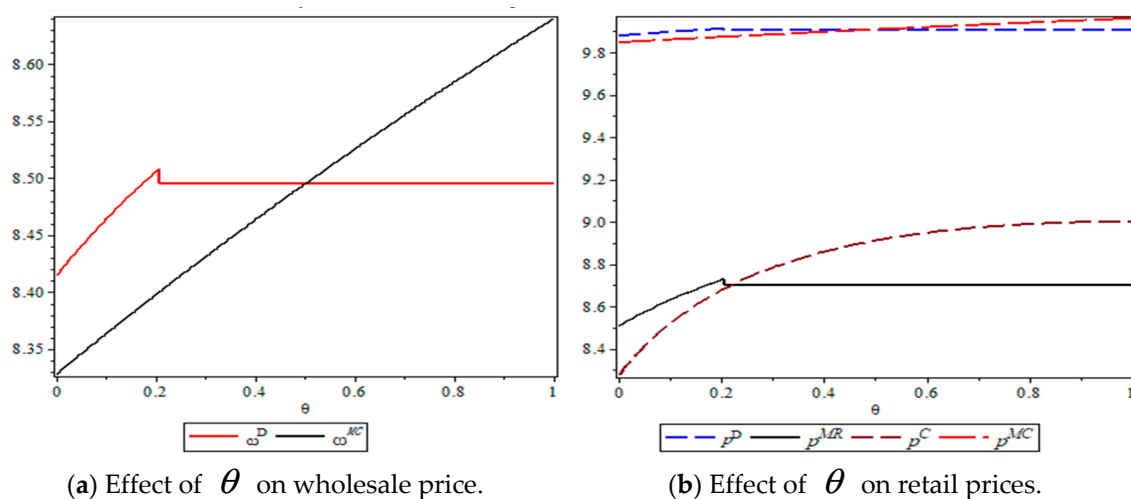 8.60
8.55
8.50
8.45
8.40
8.35
0 0.2 0.4 0.6 0.8 1
θ
ω^D ω^MC
9.8
9.6
9.4
9.2
9.0
8.8
8.6
8.4
0 0.2 0.4 0.6 0.8 1
θ
p^D p^MR p^C p^MC
(a) Effect of θ on wholesale price.
(b) Effect of θ on retail prices.